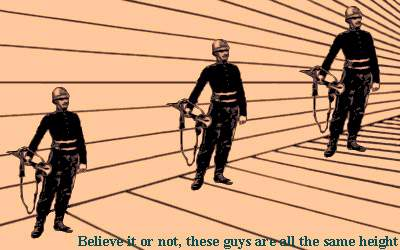 Believe it or not, these guys are all the same height